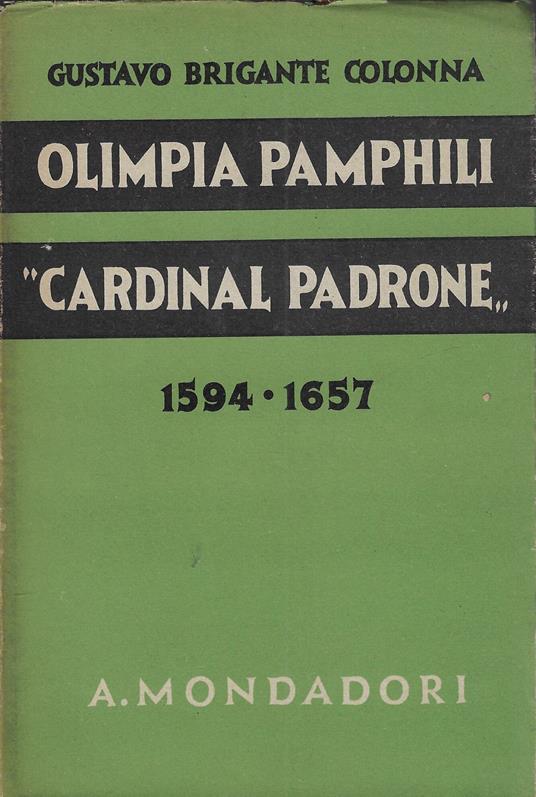 GUSTAVO BRIGANTE COLONNA
OLIMPIA PAMPHILI
"CARDINAL PADRONE„
1594 • 1657
A. MONDADORI